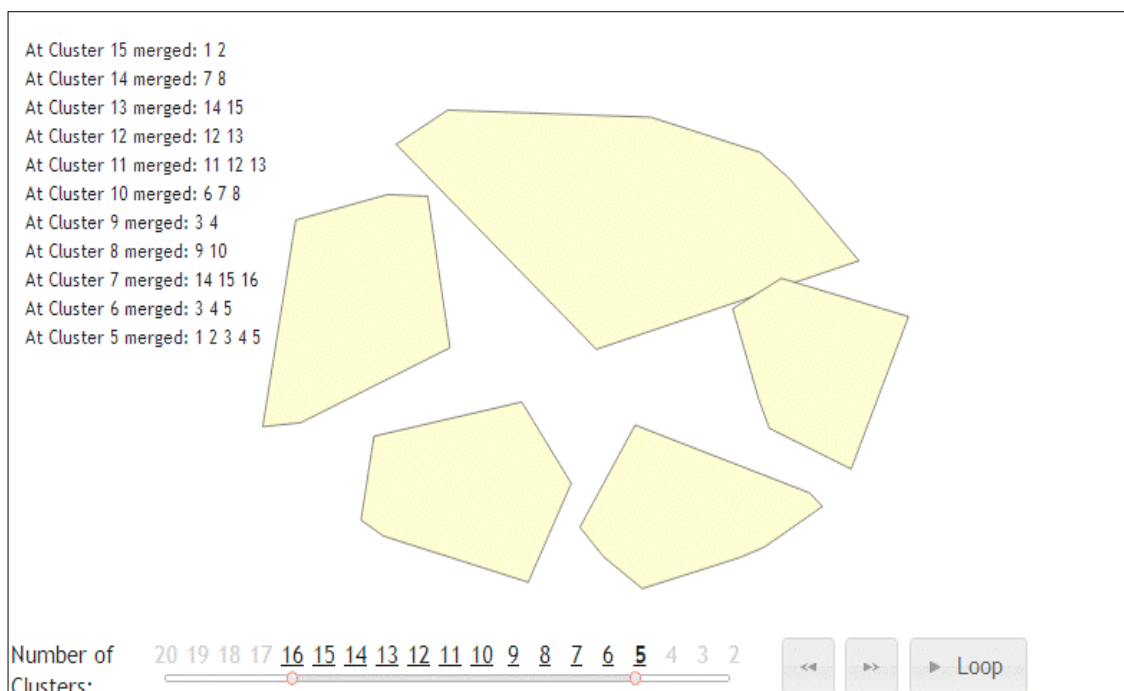 At Cluster 15 merged: 1 2
At Cluster 14 merged: 7 8
At Cluster 13 merged: 14 15
At Cluster 12 merged: 12 13
At Cluster 11 merged: 11 12 13
At Cluster 10 merged: 6 7 8
At Cluster 9 merged: 3 4
At Cluster 8 merged: 9 10
At Cluster 7 merged: 14 15 16
At Cluster 6 merged: 3 4 5
At Cluster 5 merged: 1 2 3 4 5
Number of 20 19 18 17 16 15 14 13 12 11 10 9 8 7 6 5 4 3 2 Loop
Clusters: